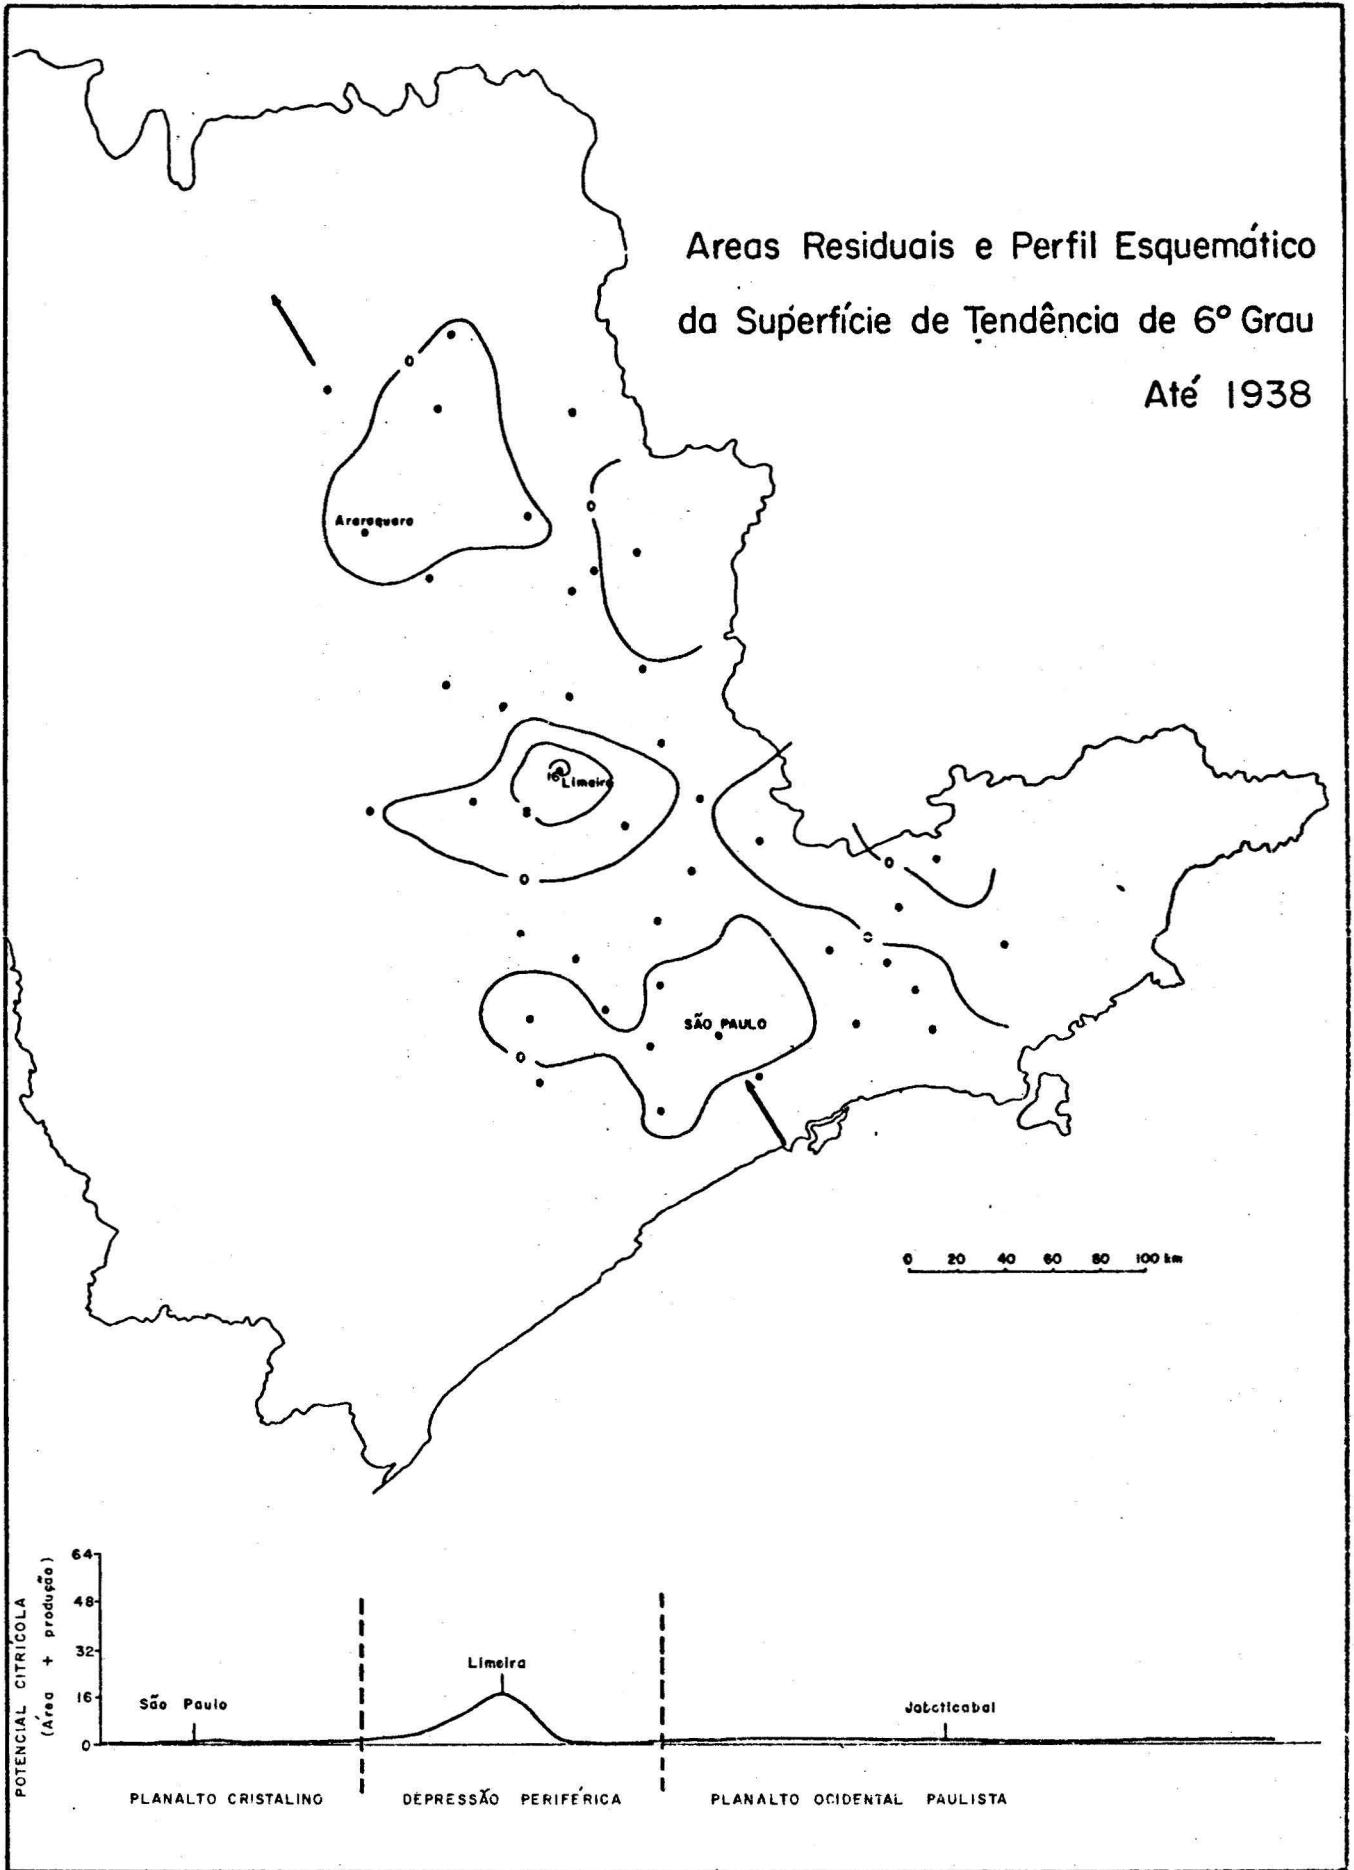 Areas Residuais e Perfil Esquemático
da Superfície de Tendência de 6º Grau
Até 1938
0
Araraquara
0
16
Limeira
8
0
0
0
SÃO PAULO
0
0 20 40 60 80 100 km
POTENCIAL CITRÍCOLA
(Área + produção)
64
48
32
16
0
São Paulo
Limeira
Jaboticabal
PLANALTO CRISTALINO
DEPRESSÃO PERIFÉRICA
PLANALTO OCIDENTAL PAULISTA